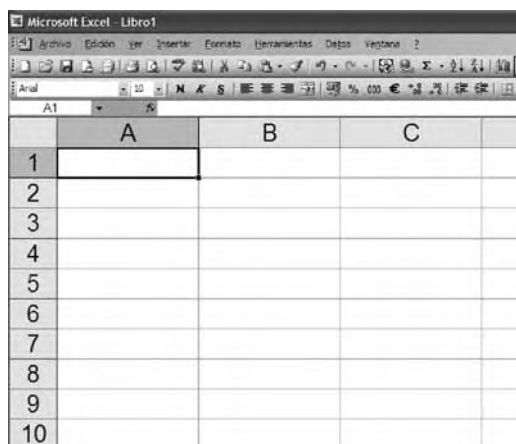 Microsoft Excel - Libro1
Archivo Edición Ver Insertar Formato Herramientas Datos Ventana ?
Arial 10 N K S % 000 €
A1 fx
A B C
1
2
3
4
5
6
7
8
9
10